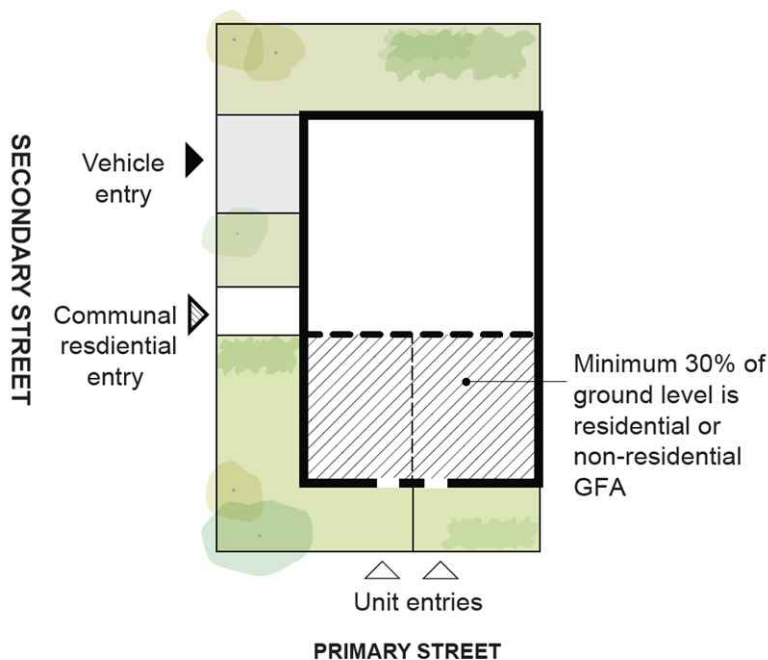 SECONDARY STREET
Vehicle
entry
Communal
resdiential
entry
Minimum 30% of
ground level is
residential or
non-residential
GFA
Unit entries
PRIMARY STREET